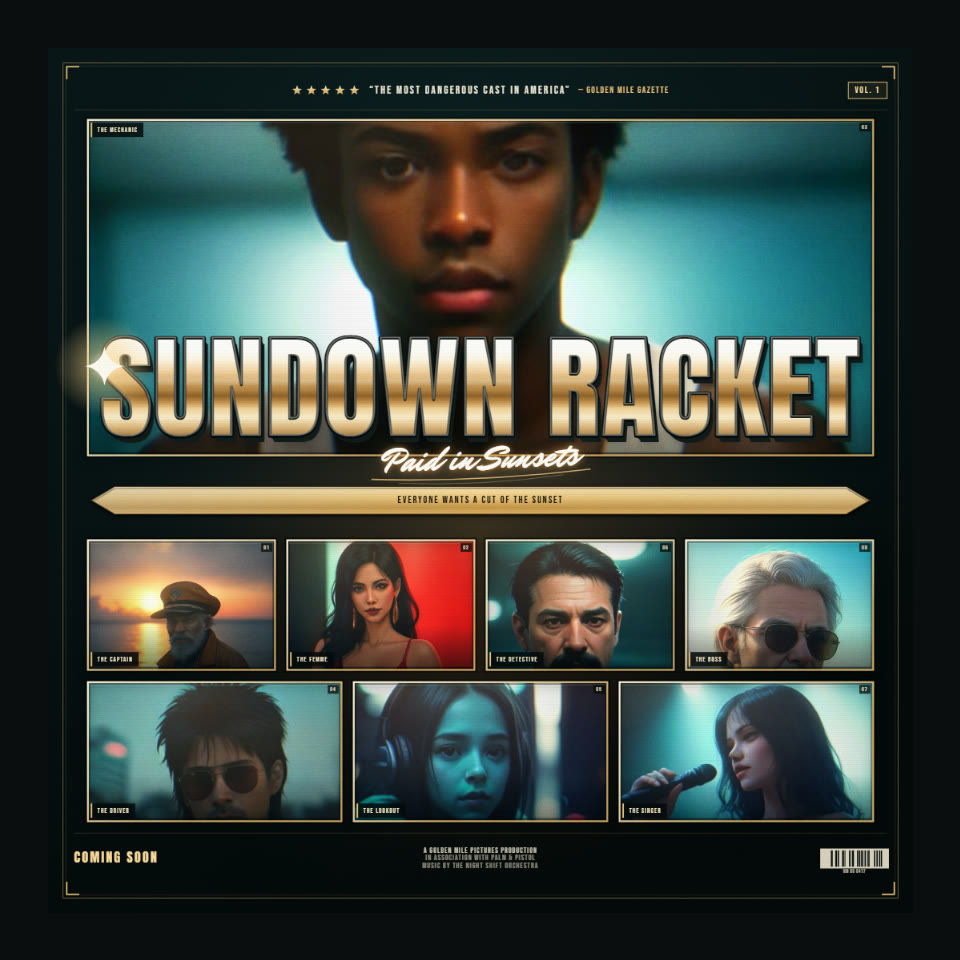 ★★★★★ "THE MOST DANGEROUS CAST IN AMERICA" – GOLDEN MILE GAZETTE
VOL. 1
THE MECHANIC
03
SUNDOWN RACKET
Paid in Sunsets
EVERYONE WANTS A CUT OF THE SUNSET
01
THE CAPTAIN
02
THE FEMME
THE DETECTIVE
THE BOSS
04
THE DRIVER
THE LOOKOUT
07
THE SINGER
COMING SOON
A GOLDEN MILE PICTURES PRODUCTION
IN ASSOCIATION WITH PALM & PISTOL
MUSIC BY THE NIGHT SHIFT ORCHESTRA